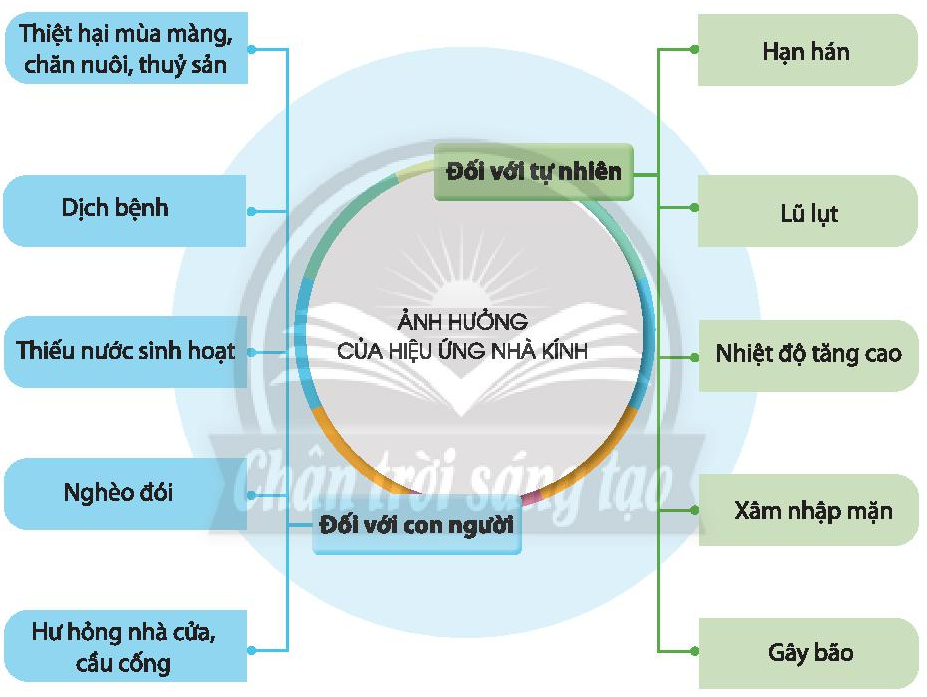 Thiệt hại mùa màng,
chăn nuôi, thuỷ sản
Dịch bệnh
Thiếu nước sinh hoạt
Nghèo đói
Hư hỏng nhà cửa,
cầu cống
Đối với tự nhiên
ẢNH HƯỞNG
CỦA HIỆU ỨNG NHÀ KÍNH
Chân trời sáng tạo
Đối với con người
Hạn hán
Lũ lụt
Nhiệt độ tăng cao
Xâm nhập mặn
Gây bão